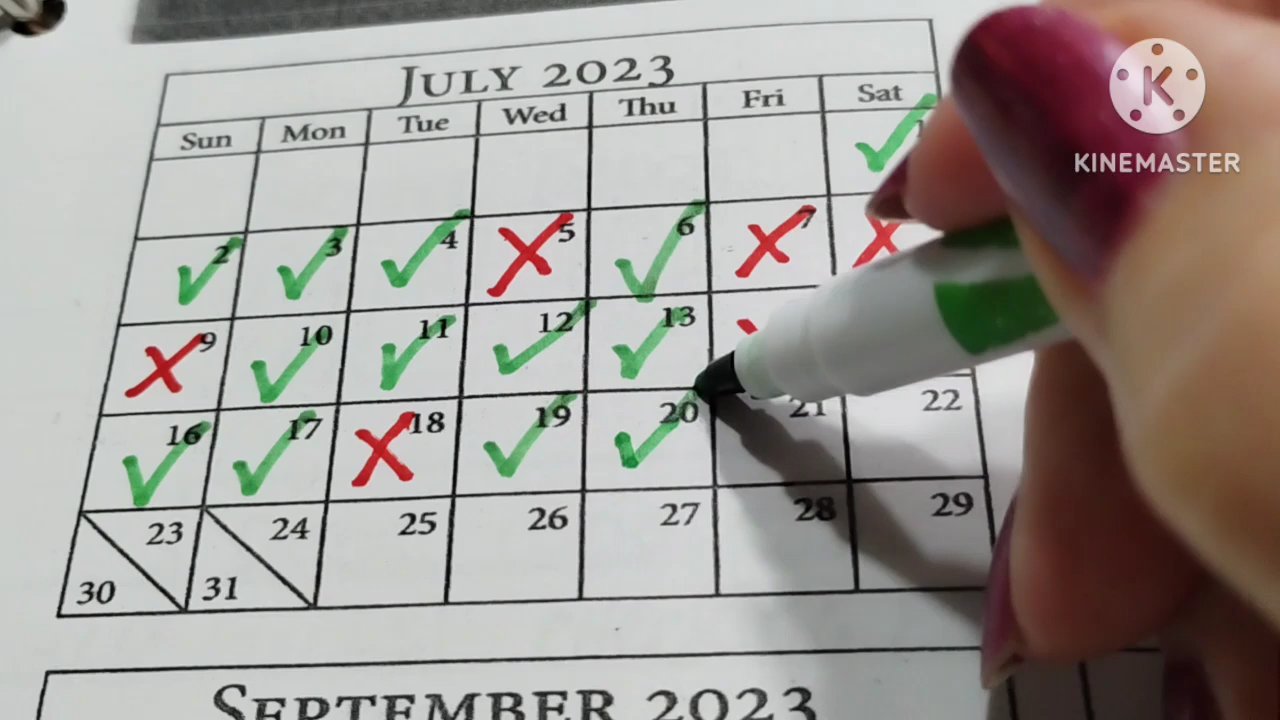 JULY 2023
Sun Mon Tue Wed Thu Fri Sat
1
2 3 4 5 6 7
9 10 11 12 13
16 17 18 19 20 21 22
23 24 25 26 27 28 29
30 31
SEPTEMBER 2023
K
KINEMASTER